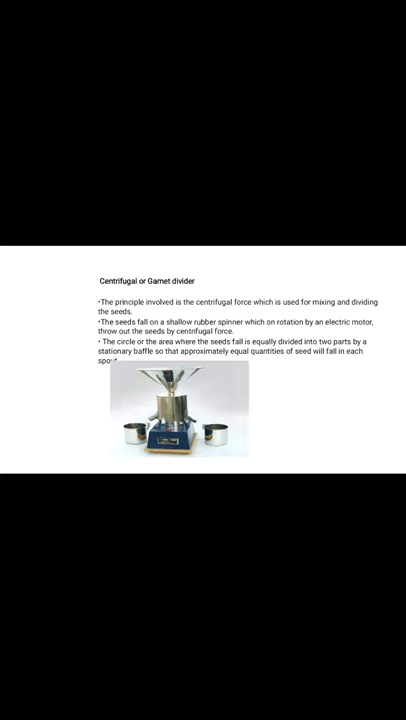 Centrifugal or Gamet divider
•The principle involved is the centrifugal force which is used for mixing and dividing
the seeds.
•The seeds fall on a shallow rubber spinner which on rotation by an electric motor,
throw out the seeds by centrifugal force.
• The circle or the area where the seeds fall is equally divided into two parts by a
stationary baffle so that approximately equal quantities of seed will fall in each
spout